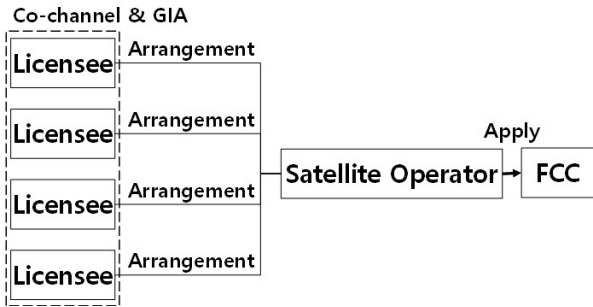 Co-channel & GIA
Licensee
Arrangement
Licensee
Arrangement
Licensee
Arrangement
Licensee
Arrangement
Satellite Operator
Apply
FCC